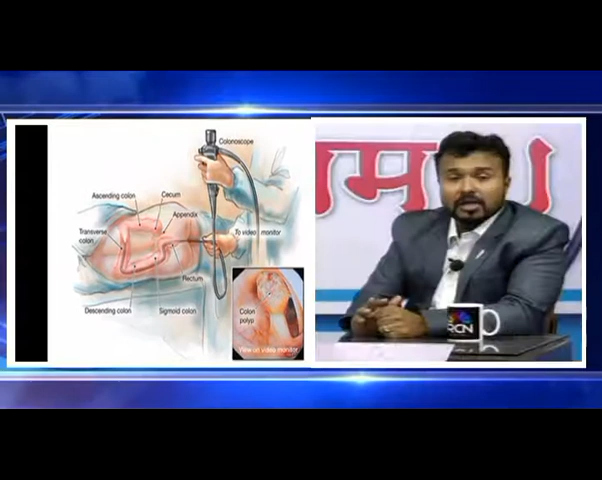 Colonoscope
Ascending colon
Cecum
Appendix
Transverse
colon
To video monitor
Rectum
Descending colon
Sigmoid colon
Colon
polyp
View on video monitor
RCN